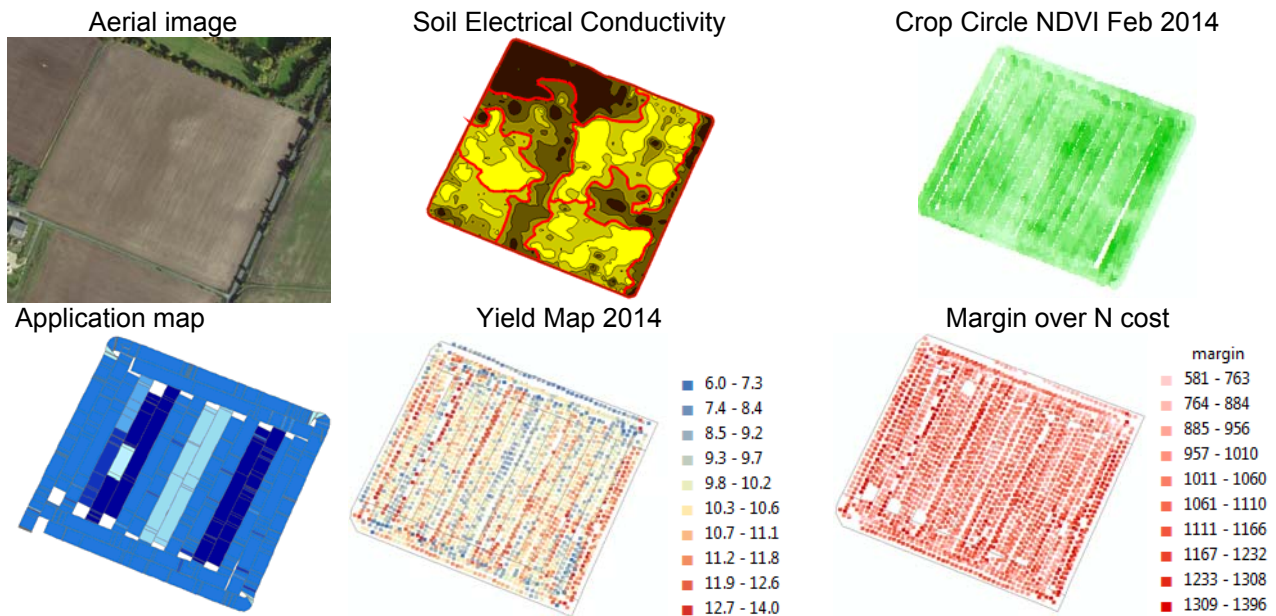 Aerial image
Soil Electrical Conductivity
Crop Circle NDVI Feb 2014
Application map
Yield Map 2014
Margin over N cost
6.0 - 7.3
7.4 - 8.4
8.5 - 9.2
9.3 - 9.7
9.8 - 10.2
10.3 - 10.6
10.7 - 11.1
11.2 - 11.8
11.9 - 12.6
12.7 - 14.0
margin
581 - 763
764 - 884
885 - 956
957 - 1010
1011 - 1060
1061 - 1110
1111 - 1166
1167 - 1232
1233 - 1308
1309 - 1396